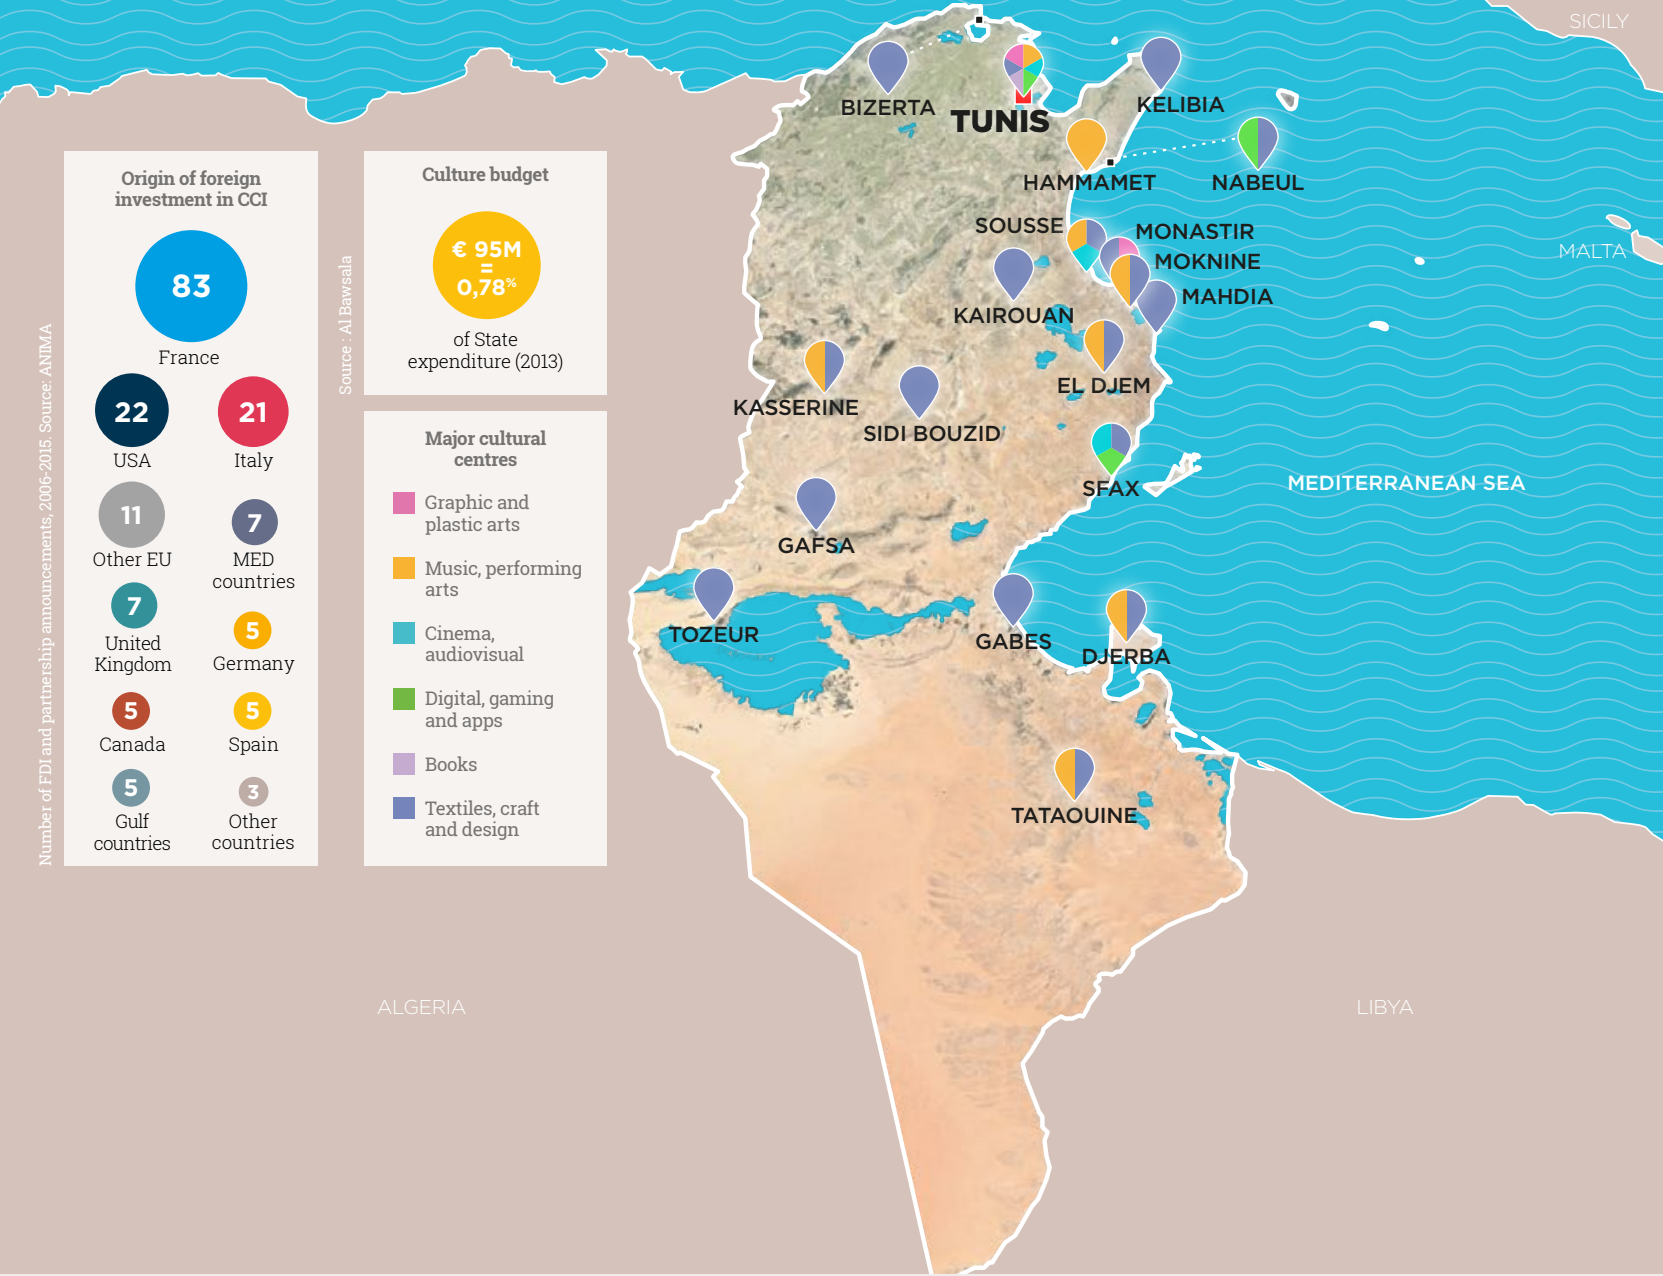 Number of FDI and partnership announcements, 2006-2015. Source: ANIMA
Origin of foreign
investment in CCI
83
France
22
USA
21
Italy
11
Other EU
7
MED
countries
7
United
Kingdom
5
Germany
5
Canada
5
Spain
5
Gulf
countries
3
Other
countries
Source : Al Bawsala
Culture budget
€ 95M
=
0,78%
of State
expenditure (2013)
Major cultural
centres
Graphic and
plastic arts
Music, performing
arts
Cinema,
audiovisual
Digital, gaming
and apps
Books
Textiles, craft
and design
SICILY
BIZERTA
TUNIS
KELIBIA
HAMMAMET
NABEUL
SOUSSE
MONASTIR
MALTA
MOKNINE
MAHDIA
KAIROUAN
EL DJEM
KASSERINE
SIDI BOUZID
SFAX
MEDITERRANEAN SEA
GAFSA
TOZEUR
GABES
DJERBA
TATAOUINE
ALGERIA
LIBYA